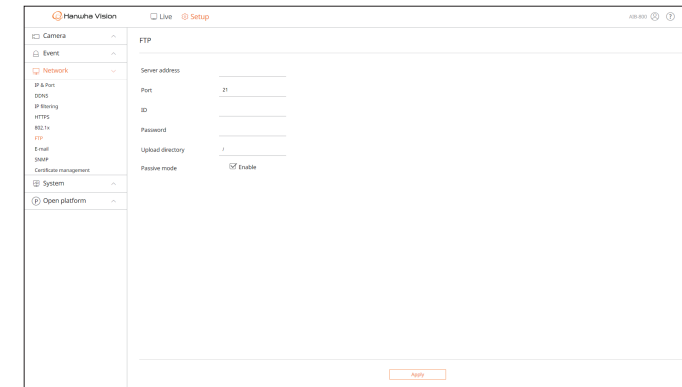 Hanwha Vision
Live
Setup
Camera
Event
Network
IP & Port
DDNS
IP filtering
HTTPS
802.1x
FTP
E-mail
SNMP
Certificate management
System
Open platform
FTP
Server address
Port 21
ID
Password
Upload directory /
Passive mode Enable
Apply